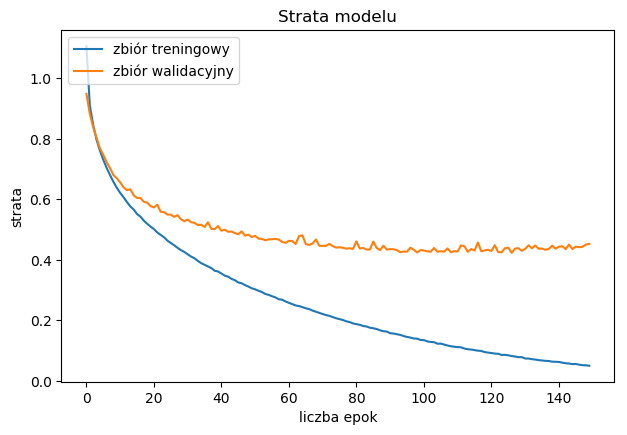 Strata modelu
zbiór treningowy
zbiór walidacyjny
strata
1.0
0.8
0.6
0.4
0.2
0.0
0 20 40 60 80 100 120 140
liczba epok